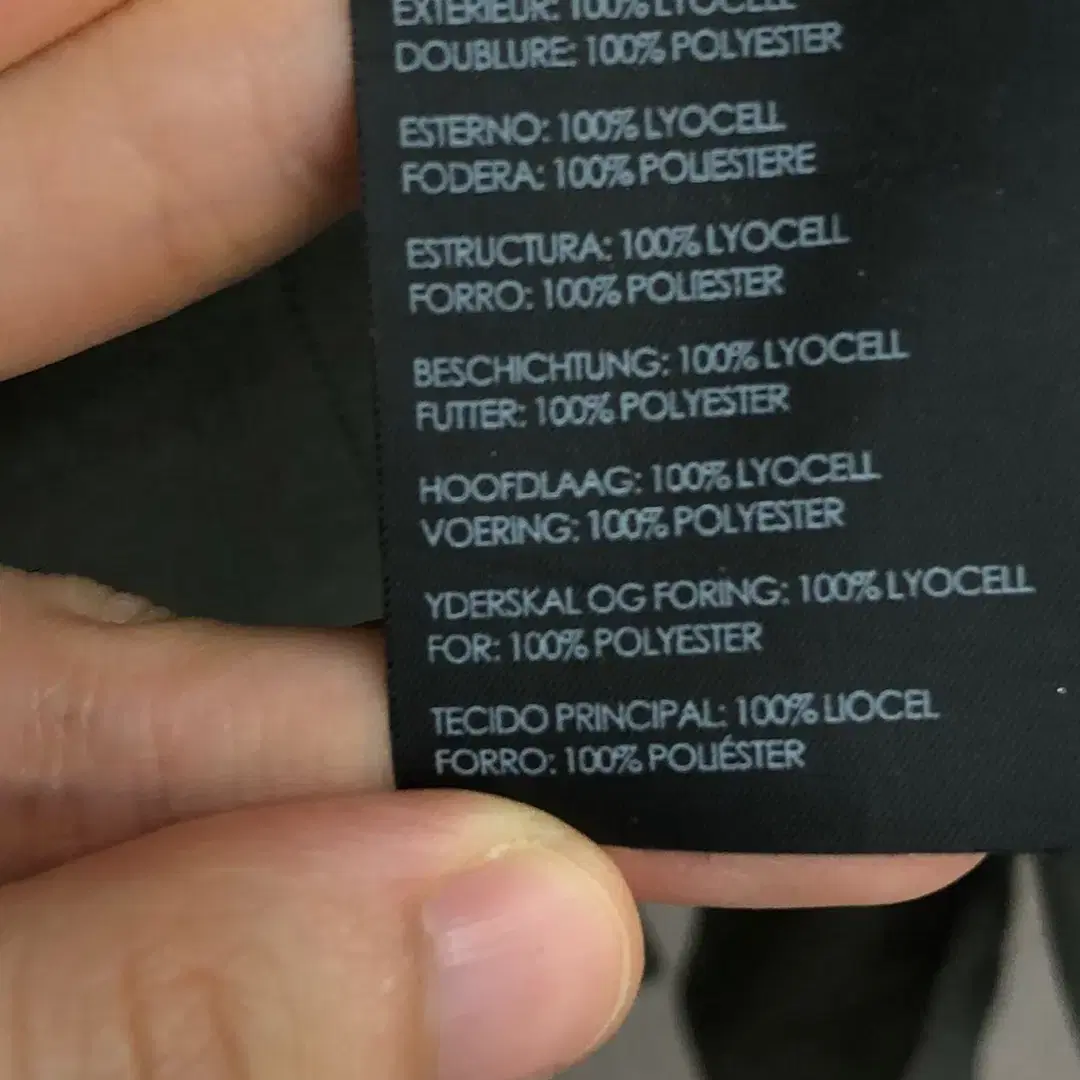 EXTERIEUR: 100% LYOCELL
DOUBLURE: 100% POLYESTER
ESTERNO: 100% LYOCELL
FODERA: 100% POLIESTERE
ESTRUCTURA: 100% LYOCELL
FORRO: 100% POLIESTER
BESCHICHTUNG: 100% LYOCELL
FUTTER: 100% POLYESTER
HOOFDLAAG: 100% LYOCELL
VOERING: 100% POLYESTER
YDERSKAL OG FORING: 100% LYOCELL
FOR: 100% POLYESTER
TECIDO PRINCIPAL: 100% LIOCEL
FORRO: 100% POLIÉSTER